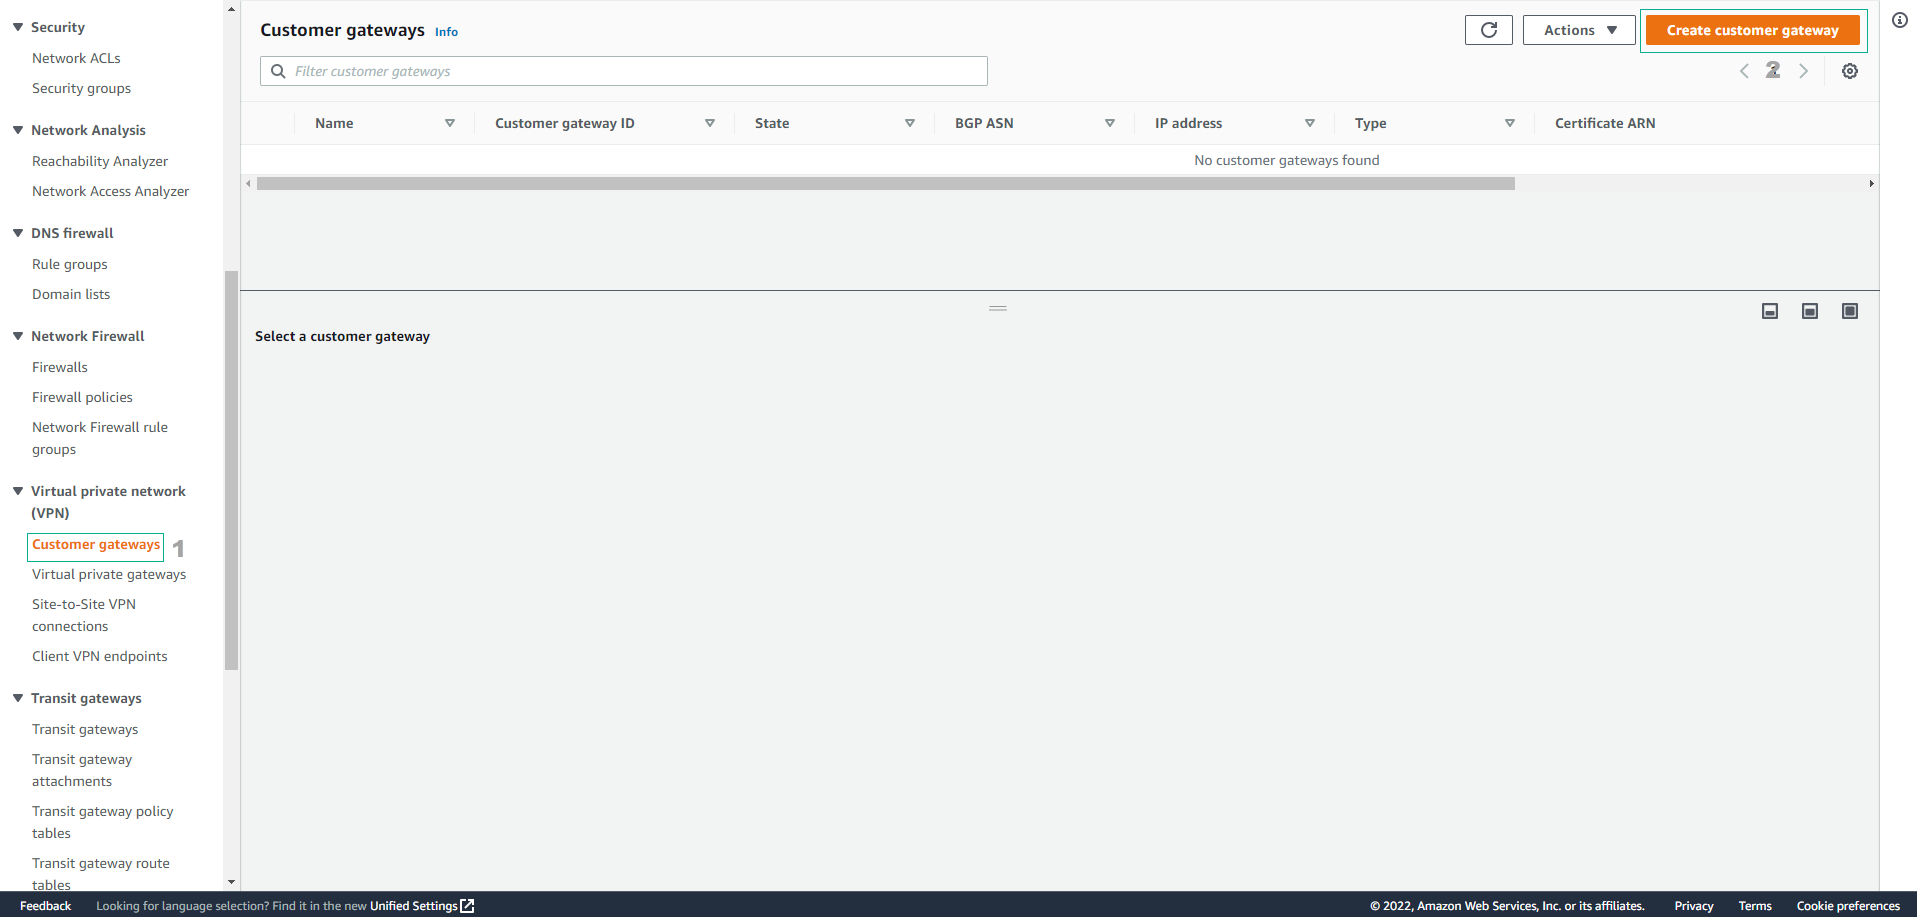 Security
Network ACLs
Security groups
Network Analysis
Reachability Analyzer
Network Access Analyzer
DNS firewall
Rule groups
Domain lists
Network Firewall
Firewalls
Firewall policies
Network Firewall rule
groups
Virtual private network
(VPN)
Customer gateways 1
Virtual private gateways
Site-to-Site VPN
connections
Client VPN endpoints
Transit gateways
Transit gateways
Transit gateway
attachments
Transit gateway policy
tables
Transit gateway route
tables
Customer gateways Info
Actions
Create customer gateway
Filter customer gateways
2
Name Customer gateway ID State BGP ASN IP address Type Certificate ARN
No customer gateways found
Select a customer gateway
Feedback Looking for language selection? Find it in the new Unified Settings © 2022, Amazon Web Services, Inc. or its affiliates. Privacy Terms Cookie preferences